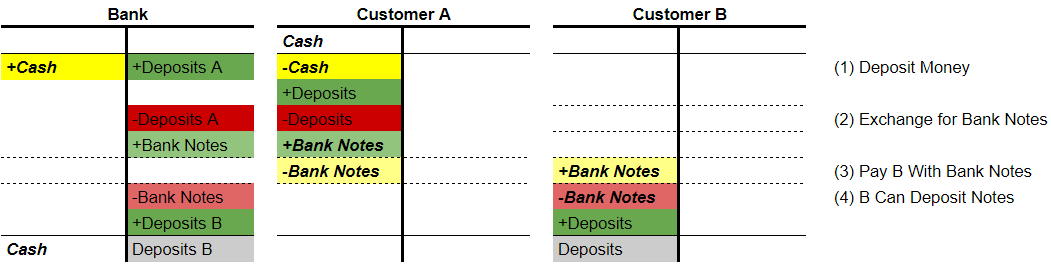 Bank Customer A Customer B
Cash
+Cash +Deposits A -Cash (1) Deposit Money
+Deposits
-Deposits A -Deposits (2) Exchange for Bank Notes
+Bank Notes +Bank Notes
-Bank Notes +Bank Notes (3) Pay B With Bank Notes
-Bank Notes -Bank Notes (4) B Can Deposit Notes
+Deposits B +Deposits
Cash Deposits B Deposits